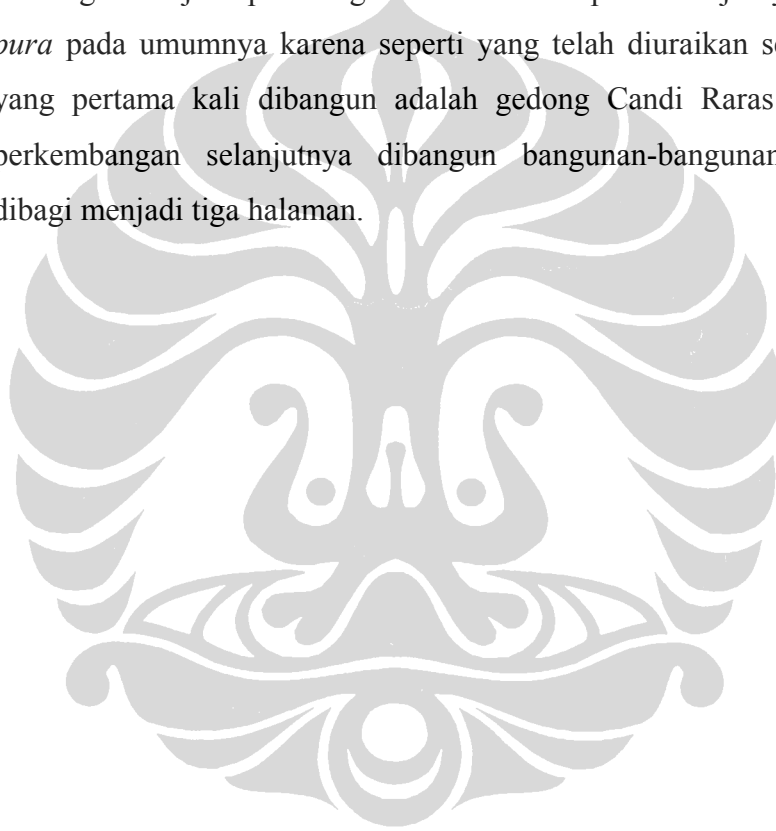 pura pada umumnya karena seperti yang telah diuraikan
yang pertama kali dibangun adalah gedong Candi Raras
perkembangan selanjutnya dibangun bangunan-bangunan
dibagi menjadi tiga halaman.